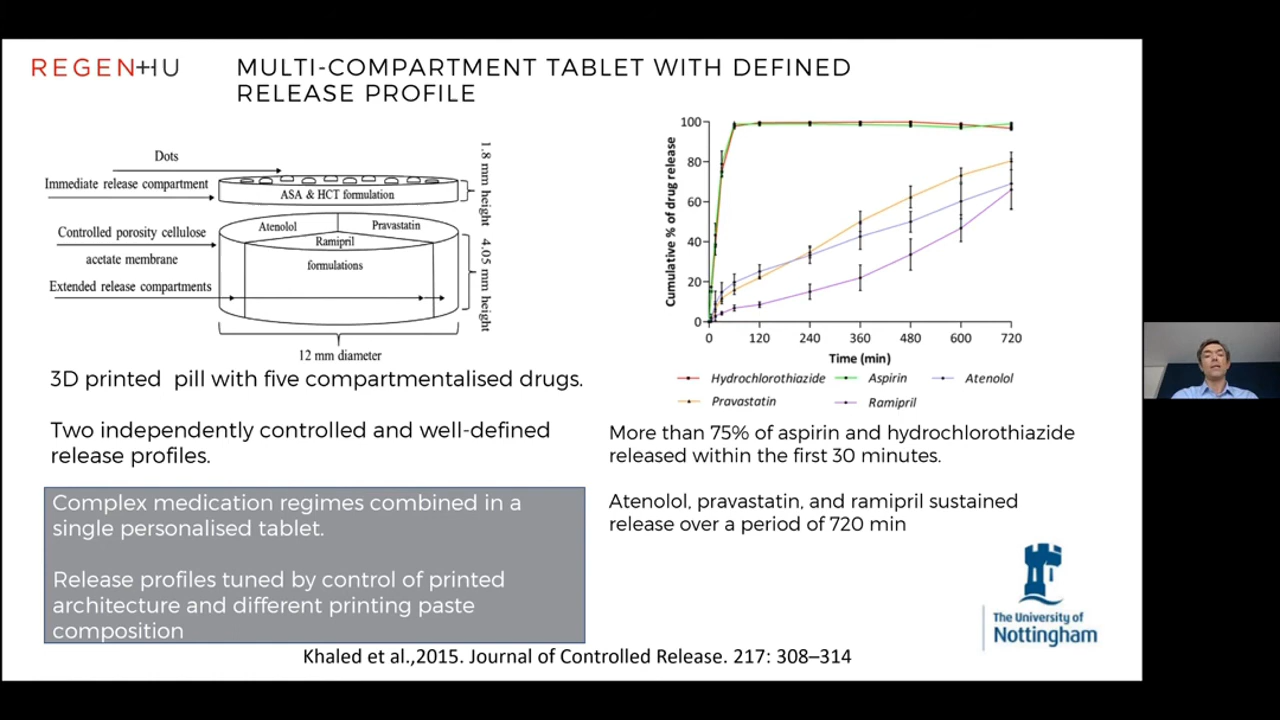 REGENHU
MULTI-COMPARTMENT TABLET WITH DEFINED
RELEASE PROFILE
Dots
Immediate release compartment
ASA & HCT formulation
1.8 mm height
Controlled porosity cellulose
acetate membrane
Atenolol
Pravastatin
Ramipril
formulations
Extended release compartments
4.05 mm height
12 mm diameter
3D printed pill with five compartmentalised drugs.
Two independently controlled and well-defined
release profiles.
Complex medication regimes combined in a
single personalised tablet.
Release profiles tuned by control of printed
architecture and different printing paste
composition
Cumulative % of drug release
100
80
60
40
20
0
0 120 240 360 480 600 720
Time (min)
Hydrochlorothiazide Aspirin Atenolol
Pravastatin Ramipril
More than 75% of aspirin and hydrochlorothiazide
released within the first 30 minutes.
Atenolol, pravastatin, and ramipril sustained
release over a period of 720 min
The University of
Nottingham
Khaled et al.,2015. Journal of Controlled Release. 217: 308–314